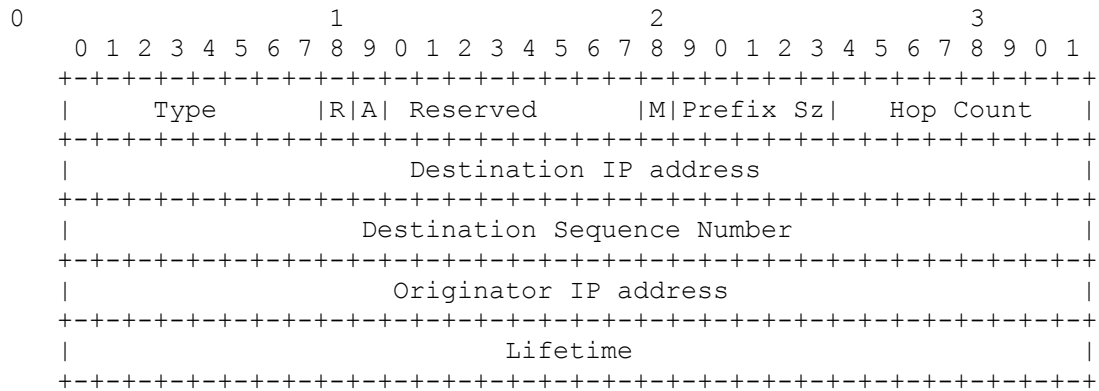 0                   1                   2                   3
    0 1 2 3 4 5 6 7 8 9 0 1 2 3 4 5 6 7 8 9 0 1 2 3 4 5 6 7 8 9 0 1
   +-+-+-+-+-+-+-+-+-+-+-+-+-+-+-+-+-+-+-+-+-+-+-+-+-+-+-+-+-+-+-+-+
   |     Type      |R|A| Reserved      |M|Prefix Sz|   Hop Count   |
   +-+-+-+-+-+-+-+-+-+-+-+-+-+-+-+-+-+-+-+-+-+-+-+-+-+-+-+-+-+-+-+-+
   |                     Destination IP address                    |
   +-+-+-+-+-+-+-+-+-+-+-+-+-+-+-+-+-+-+-+-+-+-+-+-+-+-+-+-+-+-+-+-+
   |                  Destination Sequence Number                  |
   +-+-+-+-+-+-+-+-+-+-+-+-+-+-+-+-+-+-+-+-+-+-+-+-+-+-+-+-+-+-+-+-+
   |                    Originator IP address                      |
   +-+-+-+-+-+-+-+-+-+-+-+-+-+-+-+-+-+-+-+-+-+-+-+-+-+-+-+-+-+-+-+-+
   |                           Lifetime                            |
   +-+-+-+-+-+-+-+-+-+-+-+-+-+-+-+-+-+-+-+-+-+-+-+-+-+-+-+-+-+-+-+-+